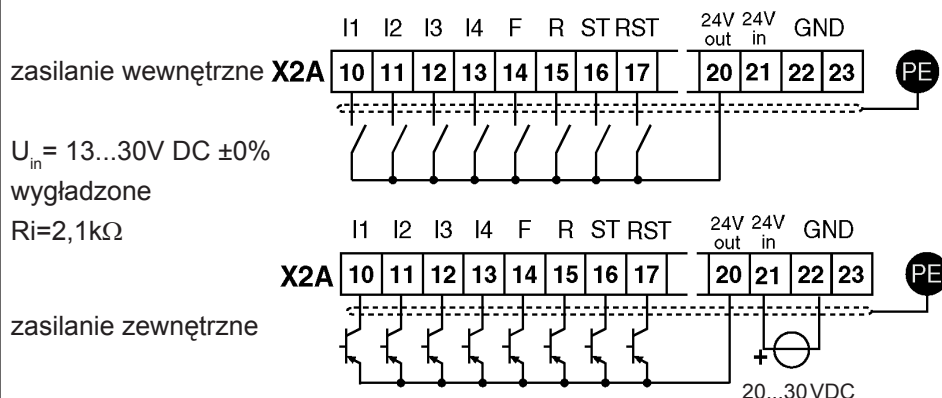 I1 I2 I3 I4 F R ST RST 24V out 24V in GND
zasilanie wewnętrzne X2A 10 11 12 13 14 15 16 17 20 21 22 23 PE
U_in = 13...30V DC ±0%
wygładzone
Ri=2,1kΩ
I1 I2 I3 I4 F R ST RST 24V out 24V in GND
X2A 10 11 12 13 14 15 16 17 20 21 22 23 PE
zasilanie zewnętrzne
+
20...30VDC